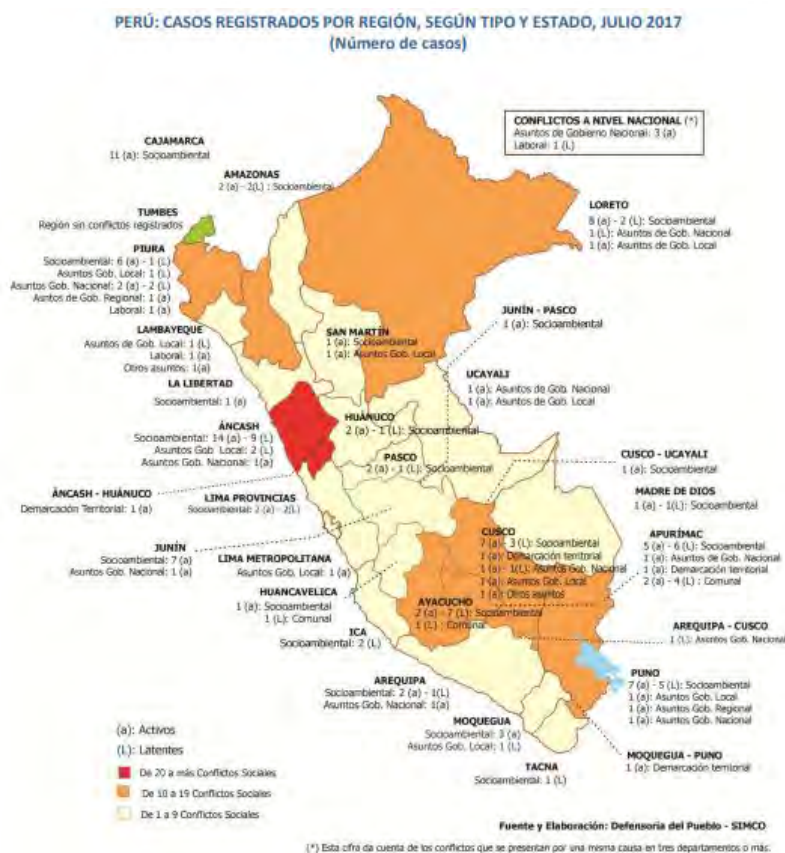 PERÚ: CASOS REGISTRADOS POR REGIÓN, SEGÚN TIPO Y ESTADO, JULIO 2017
(Número de casos)
CONFLICTOS A NIVEL NACIONAL (*)
Asuntos de Gobierno Nacional: 3 (a)
Laboral: 1 (L)
CAJAMARCA
11 (a): Socioambiental
AMAZONAS
2 (a) - 2(L) : Socioambiental
TUMBES
Región sin conflictos registrados
LORETO
8 (a) - 2 (L): Socioambiental
1 (L): Asuntos de Gob. Nacional
1 (a): Asuntos de Gob. Local
PIURA
Socioambiental: 6 (a) - 1 (L)
Asuntos Gob. Local: 1 (L)
Asuntos Gob. Nacional: 2 (a) - 2 (L)
Asntos de Gob. Regional: 1 (a)
Laboral: 1 (a)
LAMBAYEQUE
Asuntos de Gob. Local: 1 (L)
Laboral: 1 (a)
Otros asuntos: 1(a)
SAN MARTÍN
1 (a): Socioambiental
1 (a): Asuntos Gob. Local
JUNÍN - PASCO
1 (a): Socioambiental
UCAYALI
1 (a): Asuntos de Gob. Nacional
1 (a): Asuntos de Gob. Local
LA LIBERTAD
Socioambiental: 1 (a)
ÁNCASH
Socioambiental: 14 (a) - 9 (L)
Asuntos Gob. Local: 2 (L)
Asuntos Gob. Nacional: 1(a)
HUÁNUCO
2 (a) - 1 (L): Socioambiental
PASCO
2 (a) - 1 (L): Socioambiental
CUSCO - UCAYALI
1 (a): Socioambiental
ÁNCASH - HUÁNUCO
Demarcación Territorial: 1 (a)
LIMA PROVINCIAS
Socioambiental: 2 (a) - 2(L)
MADRE DE DIOS
1 (a) - 1(L): Socioambiental
JUNÍN
Socioambiental: 7 (a)
Asuntos Gob. Nacional: 1 (a)
LIMA METROPOLITANA
Asuntos Gob. Local: 1 (a)
CUSCO
7 (a) - 3 (L): Socioambiental
1 (a): Demarcación territorial
1 (a) - 1(L): Asuntos Gob. Nacional
1 (a): Asuntos Gob. Local
1 (a): Otros asuntos
APURÍMAC
5 (a) - 6 (L): Socioambiental
1 (a): Asuntos de Gob. Nacional
1 (a): Demarcación territorial
2 (a) - 4 (L): Comunal
HUANCAVELICA
1 (a): Socioambiental
1 (L): Comunal
AYACUCHO
(a) - 7 (L): Socioambiental
1 (L): Comunal
AREQUIPA - CUSCO
1 (L): Asuntos Gob. Nacional
ICA
Socioambiental: 2 (L)
AREQUIPA
Socioambiental: 2 (a) - 1(L)
Asuntos Gob. Nacional: 1(a)
PUNO
7 (a) - 5 (L): Socioambiental
1 (a): Asuntos Gob. Local
1 (a): Asuntos Gob. Regional
1 (a): Asuntos Gob. Nacional
MOQUEGUA
Socioambiental: 3 (a)
Asuntos Gob. Local: 1 (L)
MOQUEGUA - PUNO
1 (a): Demarcación territorial
TACNA
Socioambiental: 1 (L)
(a): Activos
(L): Latentes
De 20 a más Conflictos Sociales
De 10 a 19 Conflictos Sociales
De 1 a 9 Conflictos Sociales
Fuente y Elaboración: Defensoría del Pueblo - SIMCO
(*) Esta cifra da cuenta de los conflictos que se presentan por una misma causa en tres departamentos o más.